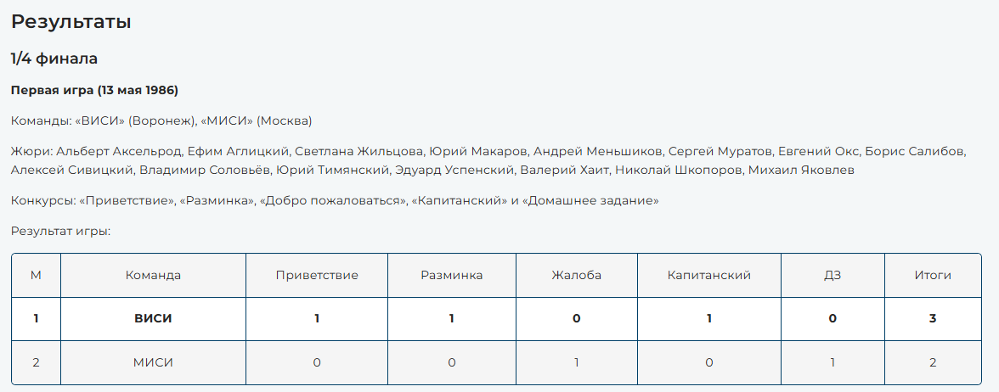 Результаты
1/4 финала
Первая игра (13 мая 1986)
Команды: «ВИСИ» (Воронеж), «МИСИ» (Москва)
Жюри: Альберт Аксельрод, Ефим Аглицкий, Светлана Жильцова, Юрий Макаров, Андрей Меньшиков, Сергей Муратов, Евгений Окс, Борис Салибов,
Алексей Сивицкий, Владимир Соловьёв, Юрий Тимянский, Эдуард Успенский, Валерий Хаит, Николай Шкопоров, Михаил Яковлев
Конкурсы: «Приветствие», «Разминка», «Добро пожаловаться», «Капитанский» и «Домашнее задание»
Результат игры:
М Команда Приветствие Разминка Жалоба Капитанский ДЗ Итоги
1 ВИСИ 1 1 0 1 0 3
2 МИСИ 0 0 1 0 1 2